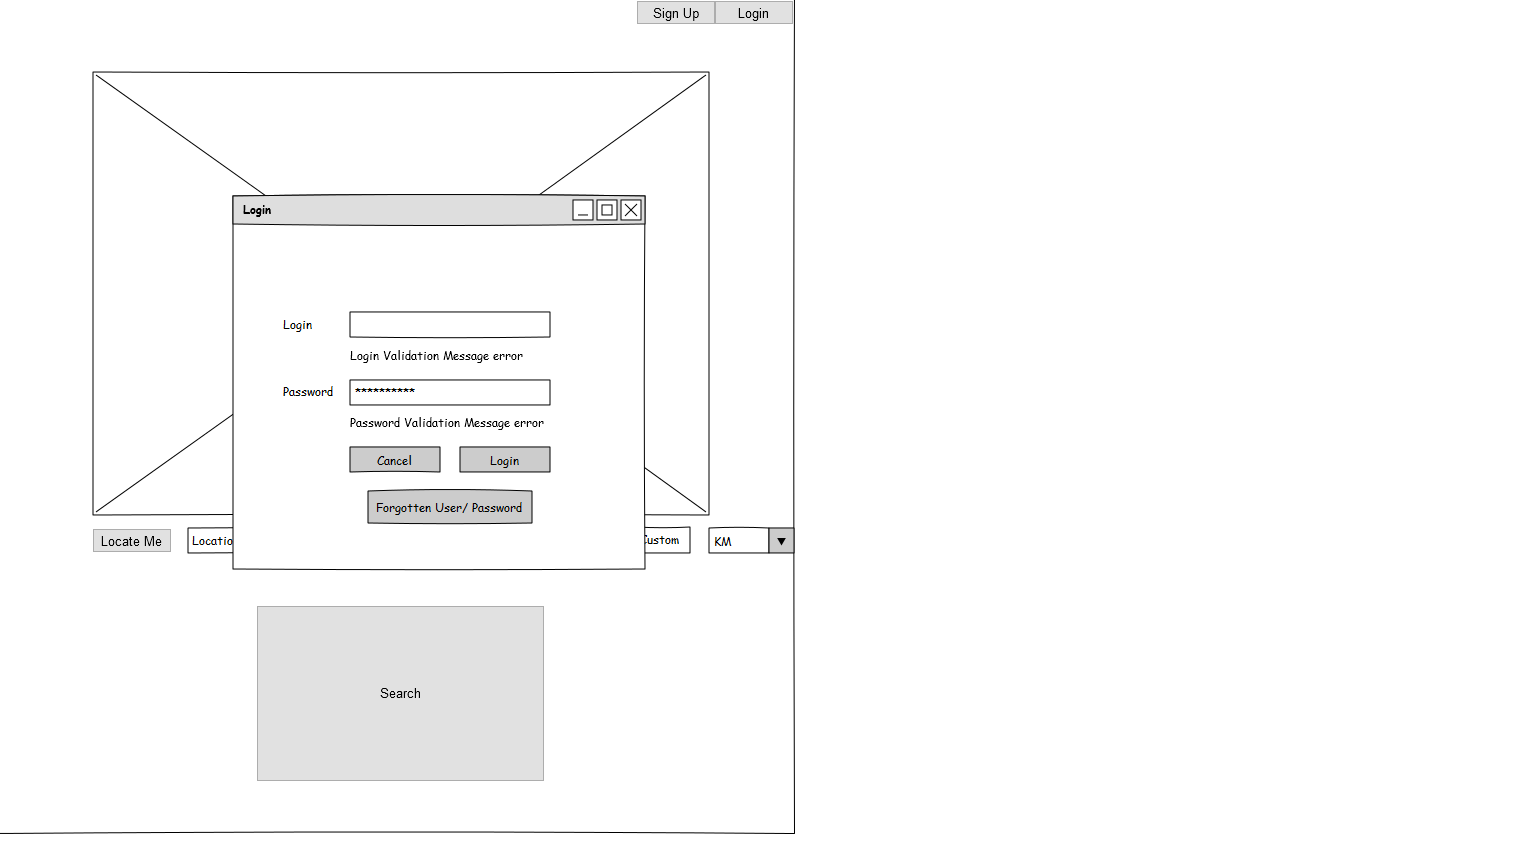 Sign Up Login
Login
Login
Login Validation Message error
Password **********
Password Validation Message error
Cancel Login
Forgotten User/ Password
Locate Me Locatio Custom KM
Search